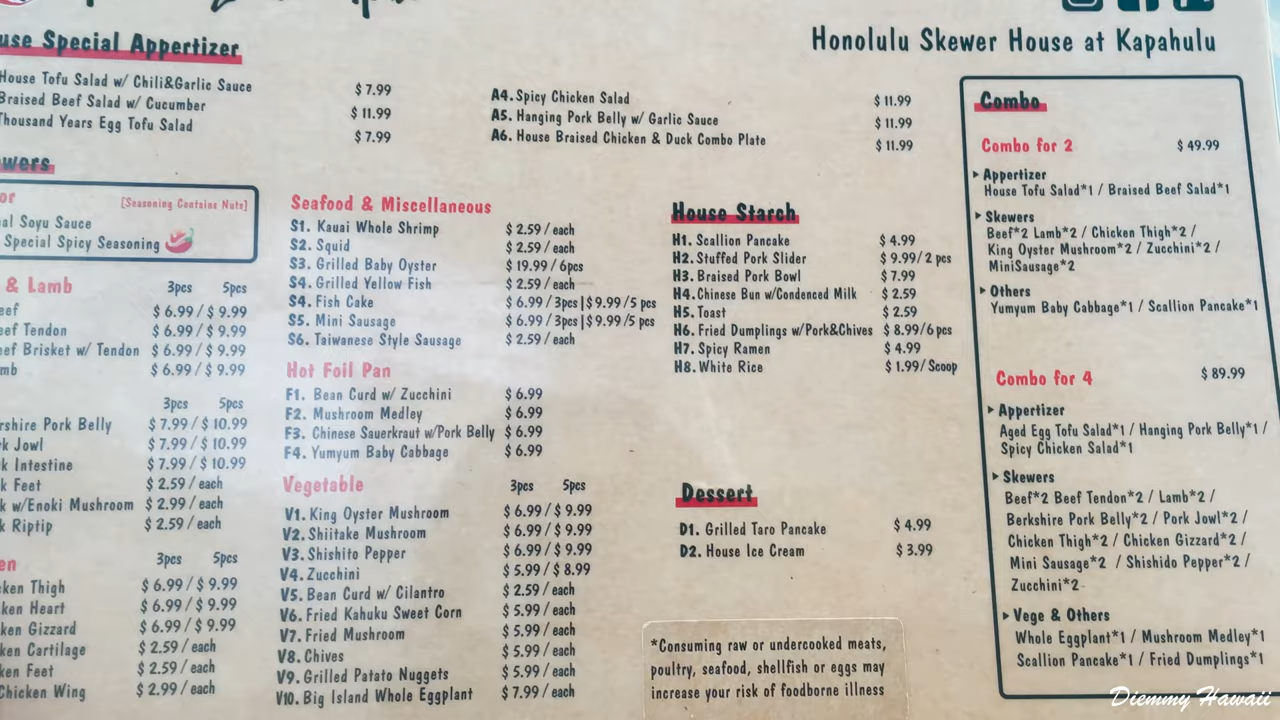 Honolulu Skewer House at Kapahulu
Special Appertizer
House Tofu Salad w/ Chili&Garlic Sauce $ 7.99
Braised Beef Salad w/ Cucumber $ 11.99
Thousand Years Egg Tofu Salad $ 7.99
A4. Spicy Chicken Salad $ 11.99
A5. Hanging Pork Belly w/ Garlic Sauce $ 11.99
A6. House Braised Chicken & Duck Combo Plate $ 11.99
[Seasoning Contains Nuts]
Soyu Sauce
Special Spicy Seasoning
& Lamb 3pcs 5pcs
$ 6.99 / $ 9.99
Tendon $ 6.99 / $ 9.99
Brisket w/ Tendon $ 6.99 / $ 9.99
$ 6.99 / $ 9.99
3pcs 5pcs
Pork Belly $ 7.99 / $ 10.99
Jowl $ 7.99 / $ 10.99
Intestine $ 7.99 / $ 10.99
Feet $ 2.59 / each
w/Enoki Mushroom $ 2.99 / each
Riptip $ 2.59 / each
3pcs 5pcs
Thigh $ 6.99 / $ 9.99
Heart $ 6.99 / $ 9.99
Gizzard $ 6.99 / $ 9.99
Cartilage $ 2.59 / each
Feet $ 2.59 / each
Chicken Wing $ 2.99 / each
Seafood & Miscellaneous
S1. Kauai Whole Shrimp $ 2.59 / each
S2. Squid $ 2.59 / each
S3. Grilled Baby Oyster $ 19.99 / 6pcs
S4. Grilled Yellow Fish $ 2.59 / each
S4. Fish Cake $ 6.99 / 3pcs | $ 9.99 / 5 pcs
S5. Mini Sausage $ 6.99 / 3pcs | $ 9.99 / 5 pcs
S6. Taiwanese Style Sausage $ 2.59 / each
Hot Foil Pan
F1. Bean Curd w/ Zucchini $ 6.99
F2. Mushroom Medley $ 6.99
F3. Chinese Sauerkraut w/Pork Belly $ 6.99
F4. Yumyum Baby Cabbage $ 6.99
Vegetable 3pcs 5pcs
V1. King Oyster Mushroom $ 6.99 / $ 9.99
V2. Shiitake Mushroom $ 6.99 / $ 9.99
V3. Shishito Pepper $ 6.99 / $ 9.99
V4. Zucchini $ 5.99 / $ 8.99
V5. Bean Curd w/ Cilantro $ 2.59 / each
V6. Fried Kahuku Sweet Corn $ 5.99 / each
V7. Fried Mushroom $ 5.99 / each
V8. Chives $ 5.99 / each
V9. Grilled Patato Nuggets $ 5.99 / each
V10. Big Island Whole Eggplant $ 7.99 / each
House Starch
H1. Scallion Pancake $ 4.99
H2. Stuffed Pork Slider $ 9.99 / 2 pcs
H3. Braised Pork Bowl $ 7.99
H4. Chinese Bun w/Condenced Milk $ 2.59
H5. Toast $ 2.59
H6. Fried Dumplings w/Pork&Chives $ 8.99/6 pcs
H7. Spicy Ramen $ 4.99
H8. White Rice $ 1.99/ Scoop
Dessert
D1. Grilled Taro Pancake $ 4.99
D2. House Ice Cream $ 3.99
*Consuming raw or undercooked meats,
poultry, seafood, shellfish or eggs may
increase your risk of foodborne illness
Combo
Combo for 2 $ 49.99
Appertizer
House Tofu Salad*1 / Braised Beef Salad*1
Skewers
Beef*2 Lamb*2 / Chicken Thigh*2 /
King Oyster Mushroom*2 / Zucchini*2 /
MiniSausage*2
Others
Yumyum Baby Cabbage*1 / Scallion Pancake*1
Combo for 4 $ 89.99
Appertizer
Aged Egg Tofu Salad*1 / Hanging Pork Belly*1 /
Spicy Chicken Salad*1
Skewers
Beef*2 Beef Tendon*2 / Lamb*2 /
Berkshire Pork Belly*2 / Pork Jowl*2 /
Chicken Thigh*2 / Chicken Gizzard*2 /
Mini Sausage*2 / Shishido Pepper*2 /
Zucchini*2
Vege & Others
Whole Eggplant*1 / Mushroom Medley*1
Scallion Pancake*1 / Fried Dumplings*1
Diemmy Hawaii